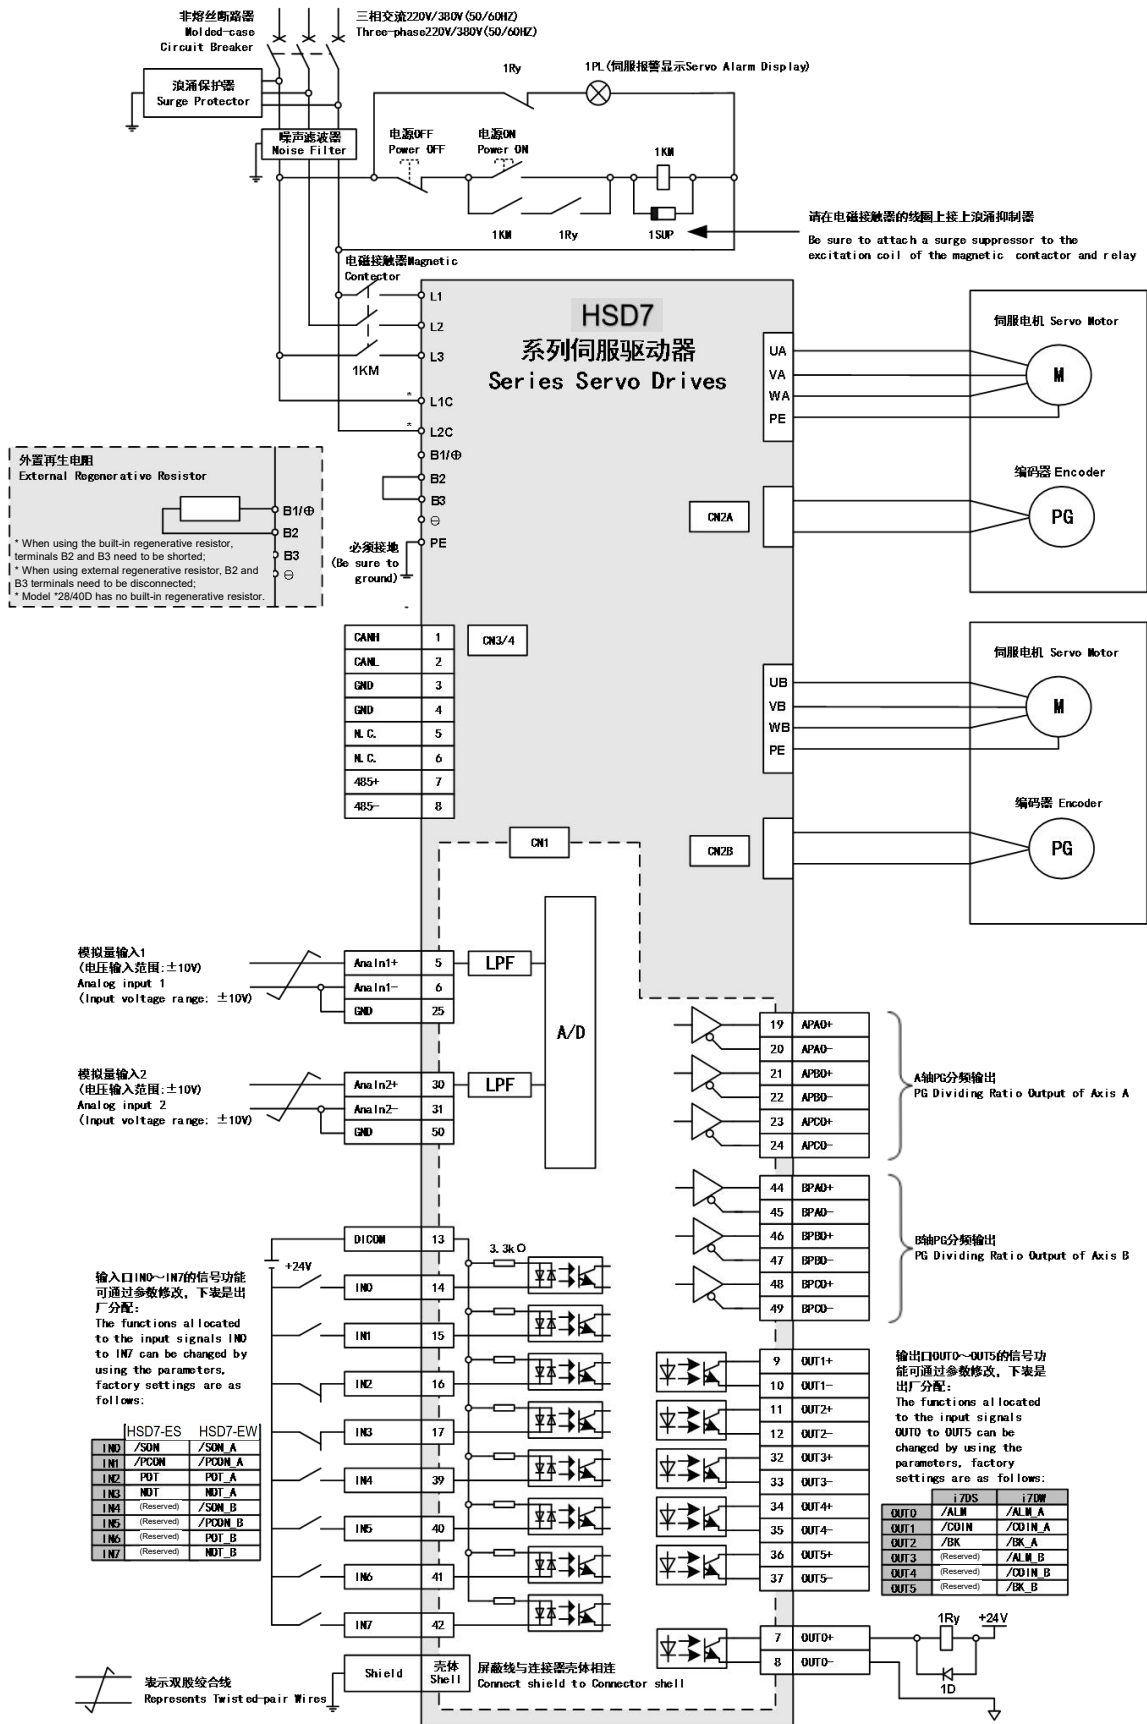 非熔丝断路器
Molded-case
Circuit Breaker
三相交流220V/380V(50/60HZ)
Three-phase220V/380V(50/60HZ)
浪涌保护器
Surge Protector
噪声滤波器
Noise Filter
1Ry
1PL(伺服报警显示Servo Alarm Display)
电源OFF
Power OFF
电源ON
Power ON
1KM
1KM
1Ry
1SUP
请在电磁接触器的线圈上接上浪涌抑制器
Be sure to attach a surge suppressor to the
excitation coil of the magnetic contactor and relay
电磁接触器Magnetic
Contector
1KM
HSD7
系列伺服驱动器
Series Servo Drives
L1
L2
L3
* L1C
* L2C
B1/⊕
B2
B3
⊖
PE
必须接地
(Be sure to
ground)
外置再生电阻
External Regenerative Resistor
B1/⊕
B2
B3
⊖
* When using the built-in regenerative resistor,
terminals B2 and B3 need to be shorted;
* When using external regenerative resistor, B2 and
B3 terminals need to be disconnected;
* Model *28/40D has no built-in regenerative resistor.
UA
VA
WA
PE
伺服电机 Servo Motor
M
编码器 Encoder
PG
CN2A
UB
VB
WB
PE
伺服电机 Servo Motor
M
编码器 Encoder
PG
CN2B
CN3/4
CANH 1
CANL 2
GND 3
GND 4
N.C. 5
N.C. 6
485+ 7
485- 8
CN1
模拟量输入1
(电压输入范围:±10V)
Analog input 1
(Input voltage range: ±10V)
AnaIn1+ 5
AnaIn1- 6
GND 25
LPF
A/D
模拟量输入2
(电压输入范围:±10V)
Analog input 2
(Input voltage range: ±10V)
AnaIn2+ 30
AnaIn2- 31
GND 50
LPF
19 APAO+
20 APAO-
21 APBO+
22 APBO-
23 APCO+
24 APCO-
A轴PG分频输出
PG Dividing Ratio Output of Axis A
44 BPAO+
45 BPAO-
46 BPBO+
47 BPBO-
48 BPCO+
49 BPCO-
B轴PG分频输出
PG Dividing Ratio Output of Axis B
+24V
3.3kΩ
DICOM 13
IN0 14
IN1 15
IN2 16
IN3 17
IN4 39
IN5 40
IN6 41
IN7 42
Shield 壳体
Shell
屏蔽线与连接器壳体相连
Connect shield to Connector shell
输入口IN0～IN7的信号功能
可通过参数修改，下表是出
厂分配：
The functions allocated
to the input signals IN0
to IN7 can be changed by
using the parameters,
factory settings are as
follows:
HSD7-ES HSD7-EW
IN0 /SON /SON_A
IN1 /PCON /PCON_A
IN2 POT POT_A
IN3 NOT NOT_A
IN4 (Reserved) /SON_B
IN5 (Reserved) /PCON_B
IN6 (Reserved) POT_B
IN7 (Reserved) NOT_B
9 OUT1+
10 OUT1-
11 OUT2+
12 OUT2-
32 OUT3+
33 OUT3-
34 OUT4+
35 OUT4-
36 OUT5+
37 OUT5-
7 OUT0+
8 OUT0-
输出口OUT0～OUT5的信号功
能可通过参数修改，下表是
出厂分配：
The functions allocated
to the input signals
OUT0 to OUT5 can be
changed by using the
parameters, factory
settings are as follows:
i7DS i7DW
OUT0 /ALM /ALM_A
OUT1 /COIN /COIN_A
OUT2 /BK /BK_A
OUT3 (Reserved) /ALM_B
OUT4 (Reserved) /COIN_B
OUT5 (Reserved) /BK_B
1Ry
+24V
1D
表示双股绞合线
Represents Twisted-pair Wires